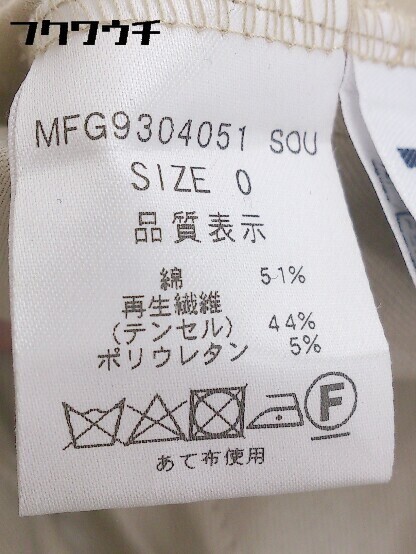 フクワウチ
MFG9304051 SOU
SIZE 0
品質表示
綿 51%
再生繊維
(テンセル) 44%
ポリウレタン 5%
F
あて布使用